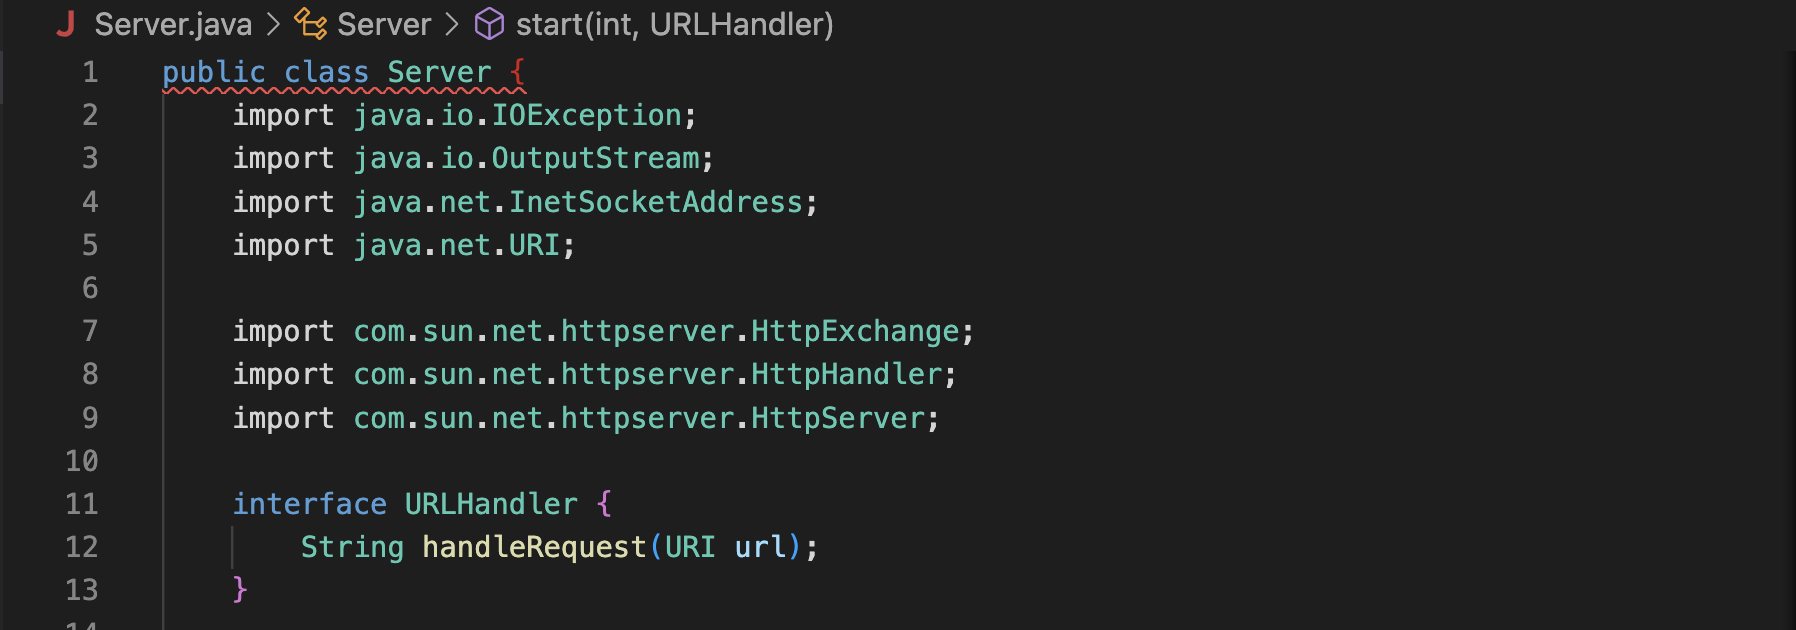 Server.java > Server > start(int, URLHandler)
1 public class Server {
2 import java.io.IOException;
3 import java.io.OutputStream;
4 import java.net.InetSocketAddress;
5 import java.net.URI;
6
7 import com.sun.net.httpserver.HttpExchange;
8 import com.sun.net.httpserver.HttpHandler;
9 import com.sun.net.httpserver.HttpServer;
10
11 interface URLHandler {
12 String handleRequest(URI url);
13 }
14